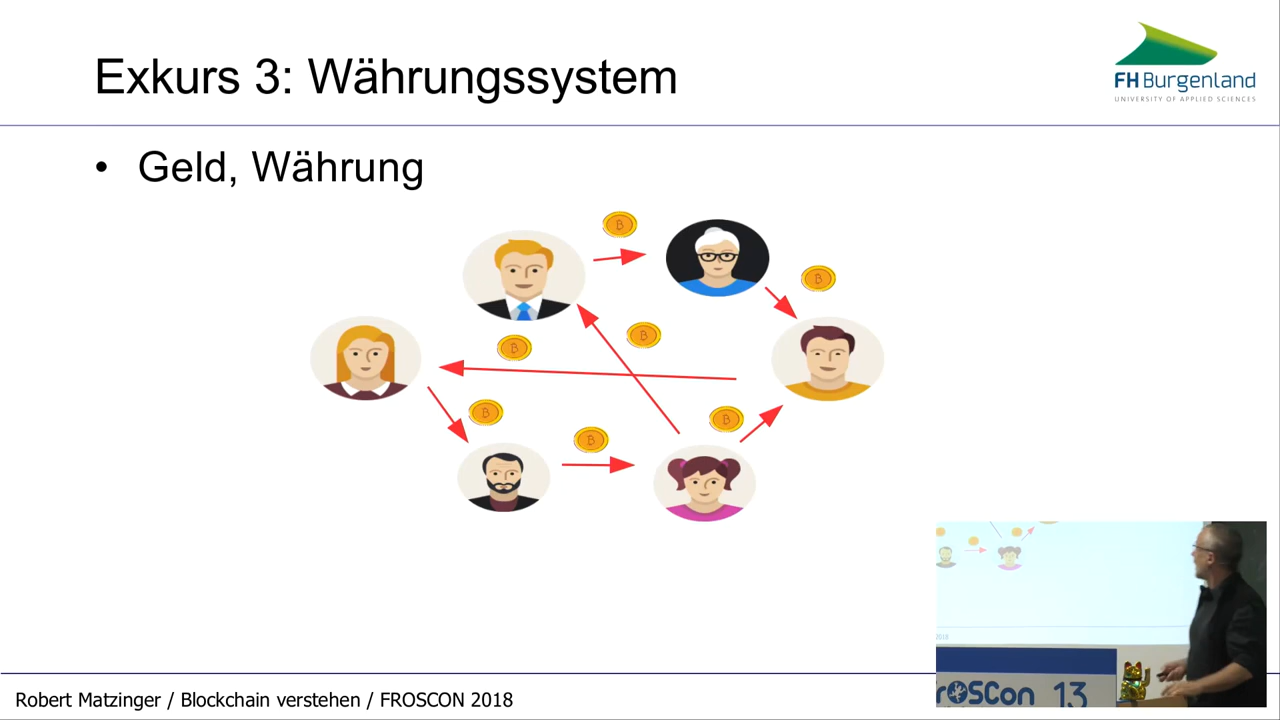 Exkurs 3: Währungssystem
FH Burgenland
UNIVERSITY OF APPLIED SCIENCES
• Geld, Währung
2018
FrOSCon 13
Robert Matzinger / Blockchain verstehen / FROSCON 2018